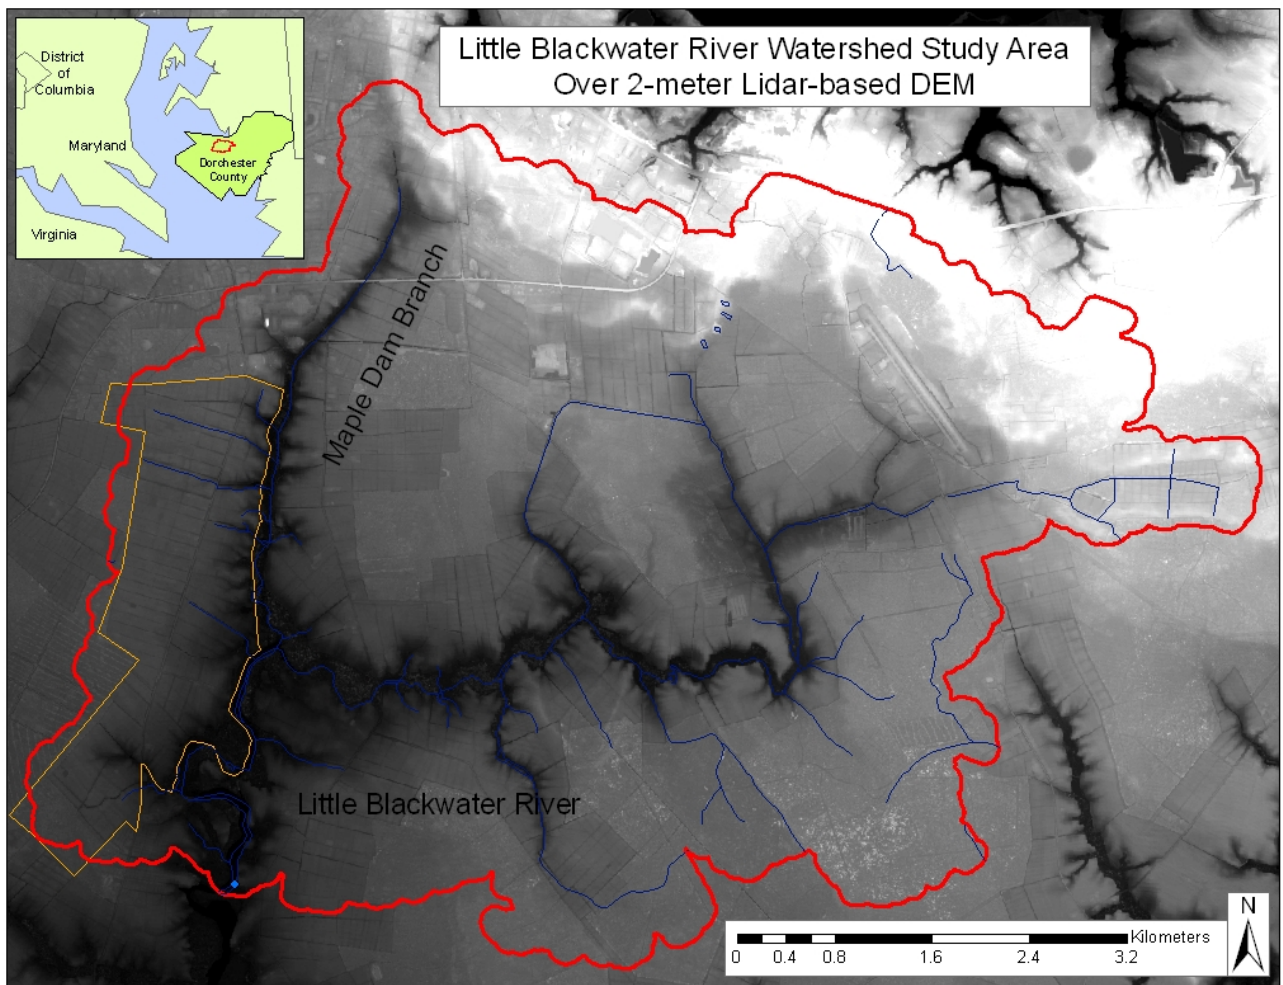 Little Blackwater River Watershed Study Area
Over 2-meter Lidar-based DEM
District
of
Columbia
Maryland
Dorchester
County
Virginia
Maple Dam Branch
Little Blackwater River
N
Kilometers
0 0.4 0.8 1.6 2.4 3.2